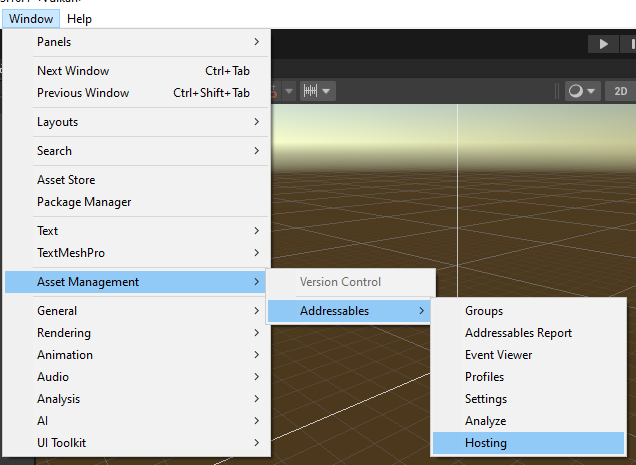 Window Help
Panels
Next Window Ctrl+Tab
Previous Window Ctrl+Shift+Tab
Layouts
Search
Asset Store
Package Manager
Text
TextMeshPro
Asset Management
General
Rendering
Animation
Audio
Analysis
AI
UI Toolkit
Version Control
Addressables
Groups
Addressables Report
Event Viewer
Profiles
Settings
Analyze
Hosting
2D